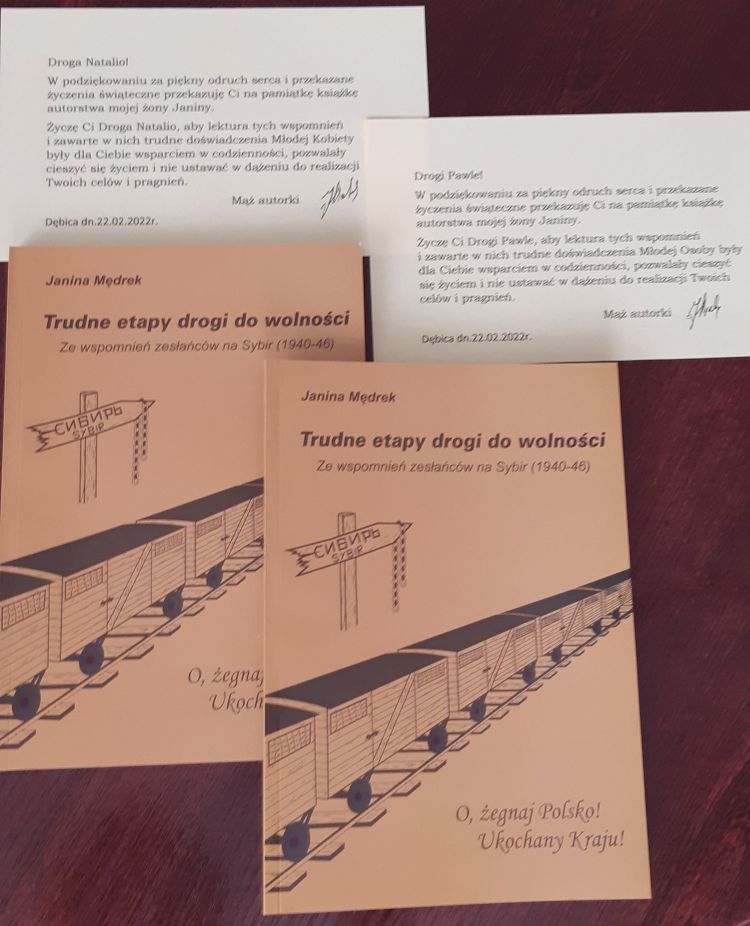 Droga Natalio!
W podziękowaniu za piękny odruch serca i przekazane
życzenia świąteczne przekazuję Ci na pamiątkę książkę
autorstwa mojej żony Janiny.
Życzę Ci Droga Natalio, aby lektura tych wspomnień
i zawarte w nich trudne doświadczenia Młodej Kobiety
były dla Ciebie wsparciem w codzienności, pozwalały
cieszyć się życiem i nie ustawać w dążeniu do realizacji
Twoich celów i pragnień.
Mąż autorki
Dębica dn.22.02.2022r.
Drogi Pawle!
W podziękowaniu za piękny odruch serca i przekazane
życzenia świąteczne przekazuję Ci na pamiątkę książkę
autorstwa mojej żony Janiny.
Życzę Ci Drogi Pawle, aby lektura tych wspomnień
i zawarte w nich trudne doświadczenia Młodej Osoby były
dla Ciebie wsparciem w codzienności, pozwalały cieszyć
się życiem i nie ustawać w dążeniu do realizacji Twoich
celów i pragnień.
Mąż autorki
Dębica dn.22.02.2022r.
Janina Mędrek
Trudne etapy drogi do wolności
Ze wspomnień zesłańców na Sybir (1940-46)
СИБИРЬ
SYBIR
O, żegnaj
Ukoch
Janina Mędrek
Trudne etapy drogi do wolności
Ze wspomnień zesłańców na Sybir (1940-46)
СИБИРЬ
SYBIR
O, żegnaj Polsko!
Ukochany Kraju!